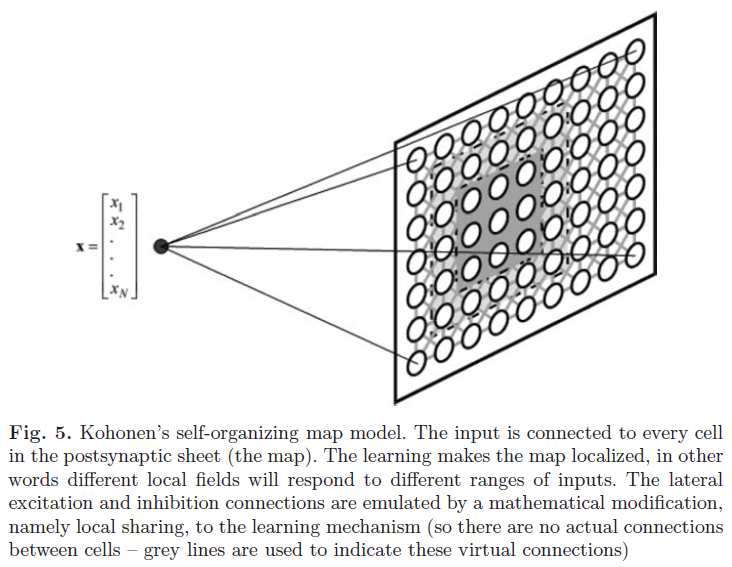 x =
x1
x2
.
.
.
xN
Fig. 5. Kohonen's self-organizing map model. The input is connected to every cell
in the postsynaptic sheet (the map). The learning makes the map localized, in other
words different local fields will respond to different ranges of inputs. The lateral
excitation and inhibition connections are emulated by a mathematical modification,
namely local sharing, to the learning mechanism (so there are no actual connections
between cells – grey lines are used to indicate these virtual connections)